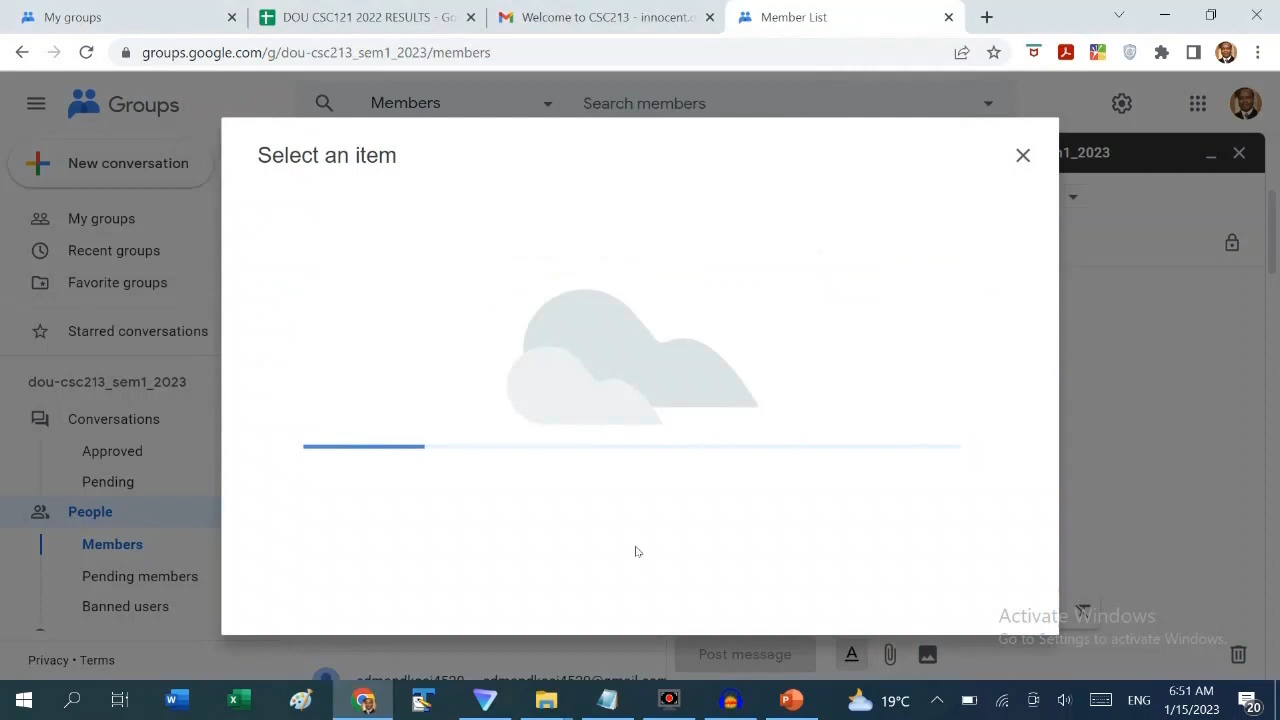 My groups
DOU CSC121 2022 RESULTS - Go
Welcome to CSC213 - innocent.o
Member List
groups.google.com/g/dou-csc213_sem1_2023/members
Groups
Members
Search members
New conversation
Select an item
1_2023
My groups
Recent groups
Favorite groups
Starred conversations
dou-csc213_sem1_2023
Conversations
Approved
Pending
People
Members
Pending members
Banned users
Activate Windows
Go to Settings to activate Windows.
Privacy • Terms
Post message
19°C
ENG
6:51 AM
1/15/2023
20